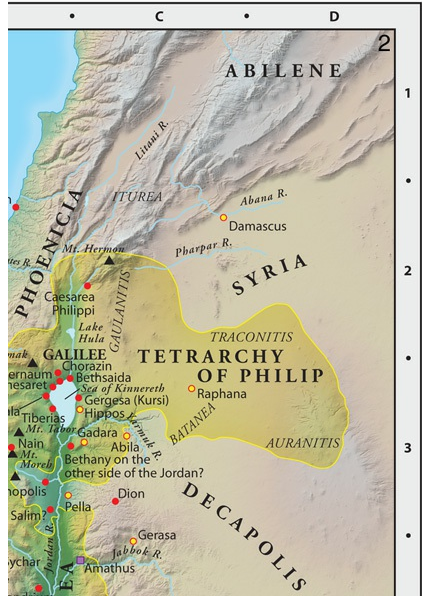 C
D
2
ABILENE
1
Litani R.
ITUREA
Abana R.
Damascus
PHOENICIA
Mt. Hermon
Pharpar R.
SYRIA
2
Caesarea
Philippi
GAULANITIS
Lake
Hula
TRACONITIS
GALILEE
TETRARCHY
OF PHILIP
Chorazin
Bethsaida
Sea of Kinnereth
Gergesa (Kursi)
Raphana
Hippos
Tiberias
BATANEA
Mt. Tabor
Gadara
Yarmuk R.
AURANITIS
Nain
Abila
3
Mt.
Moreh
Bethany on the
other side of the Jordan?
Dion
DECAPOLIS
Pella
Salim?
Gerasa
Jordan R.
Jabbok R.
Amathus
EA